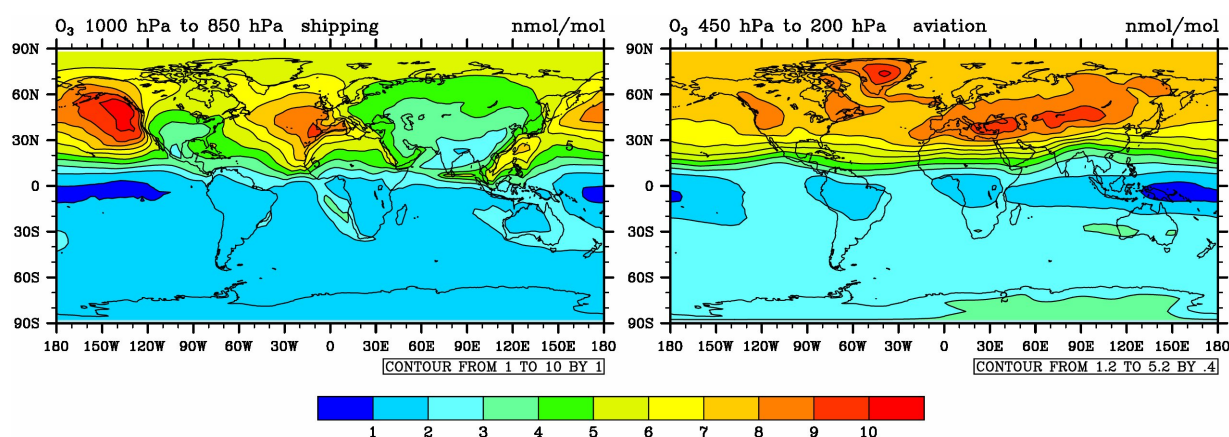 O₃ 1000 hPa to 850 hPa shipping nmol/mol
90N
60N
30N
0
30S
60S
90S
5
5
180 150W 120W 90W 60W 30W 0 30E 60E 90E 120E 150E 180
CONTOUR FROM 1 TO 10 BY 1
O₃ 450 hPa to 200 hPa aviation nmol/mol
90N
60N
30N
0
30S
60S
90S
180 150W 120W 90W 60W 30W 0 30E 60E 90E 120E 150E 180
CONTOUR FROM 1.2 TO 5.2 BY .4
1 2 3 4 5 6 7 8 9 10